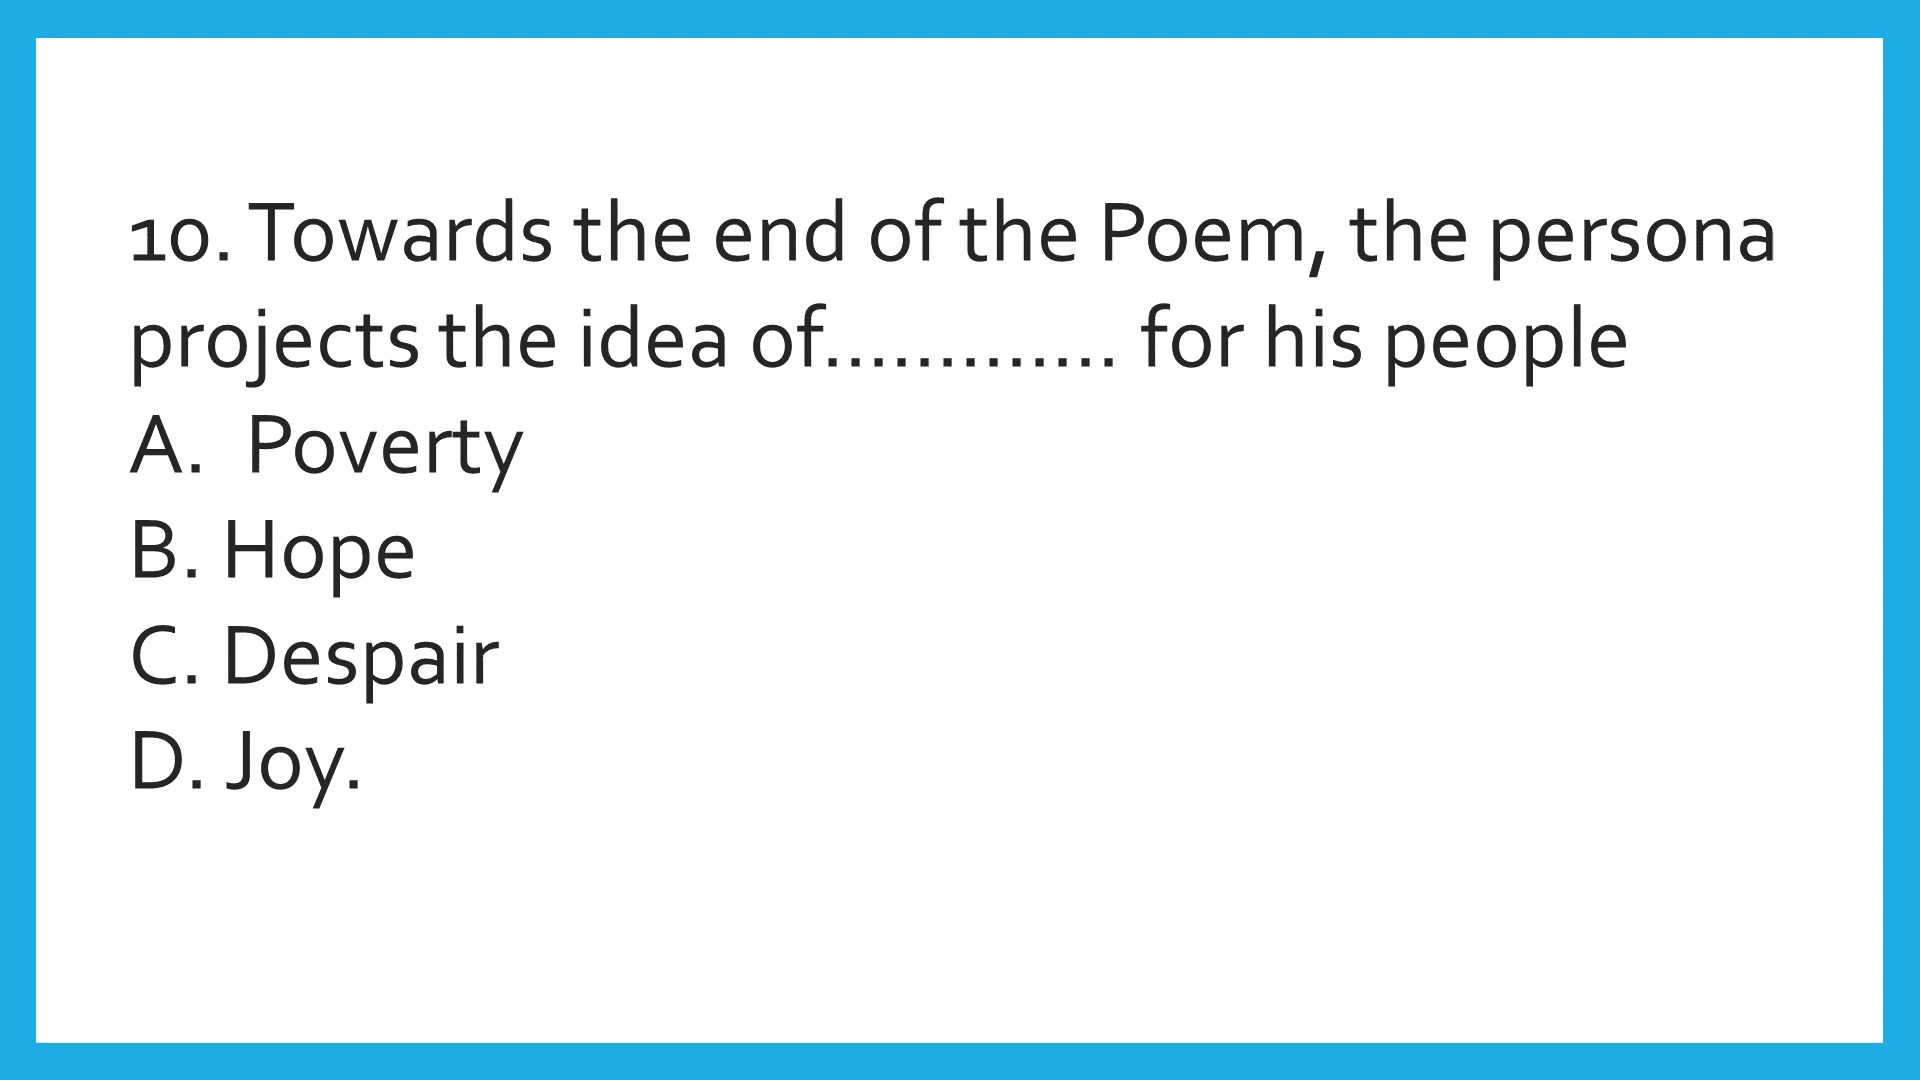 10. Towards the end of the Poem, the persona
projects the idea of............. for his people
A.  Poverty
B. Hope
C. Despair
D. Joy.